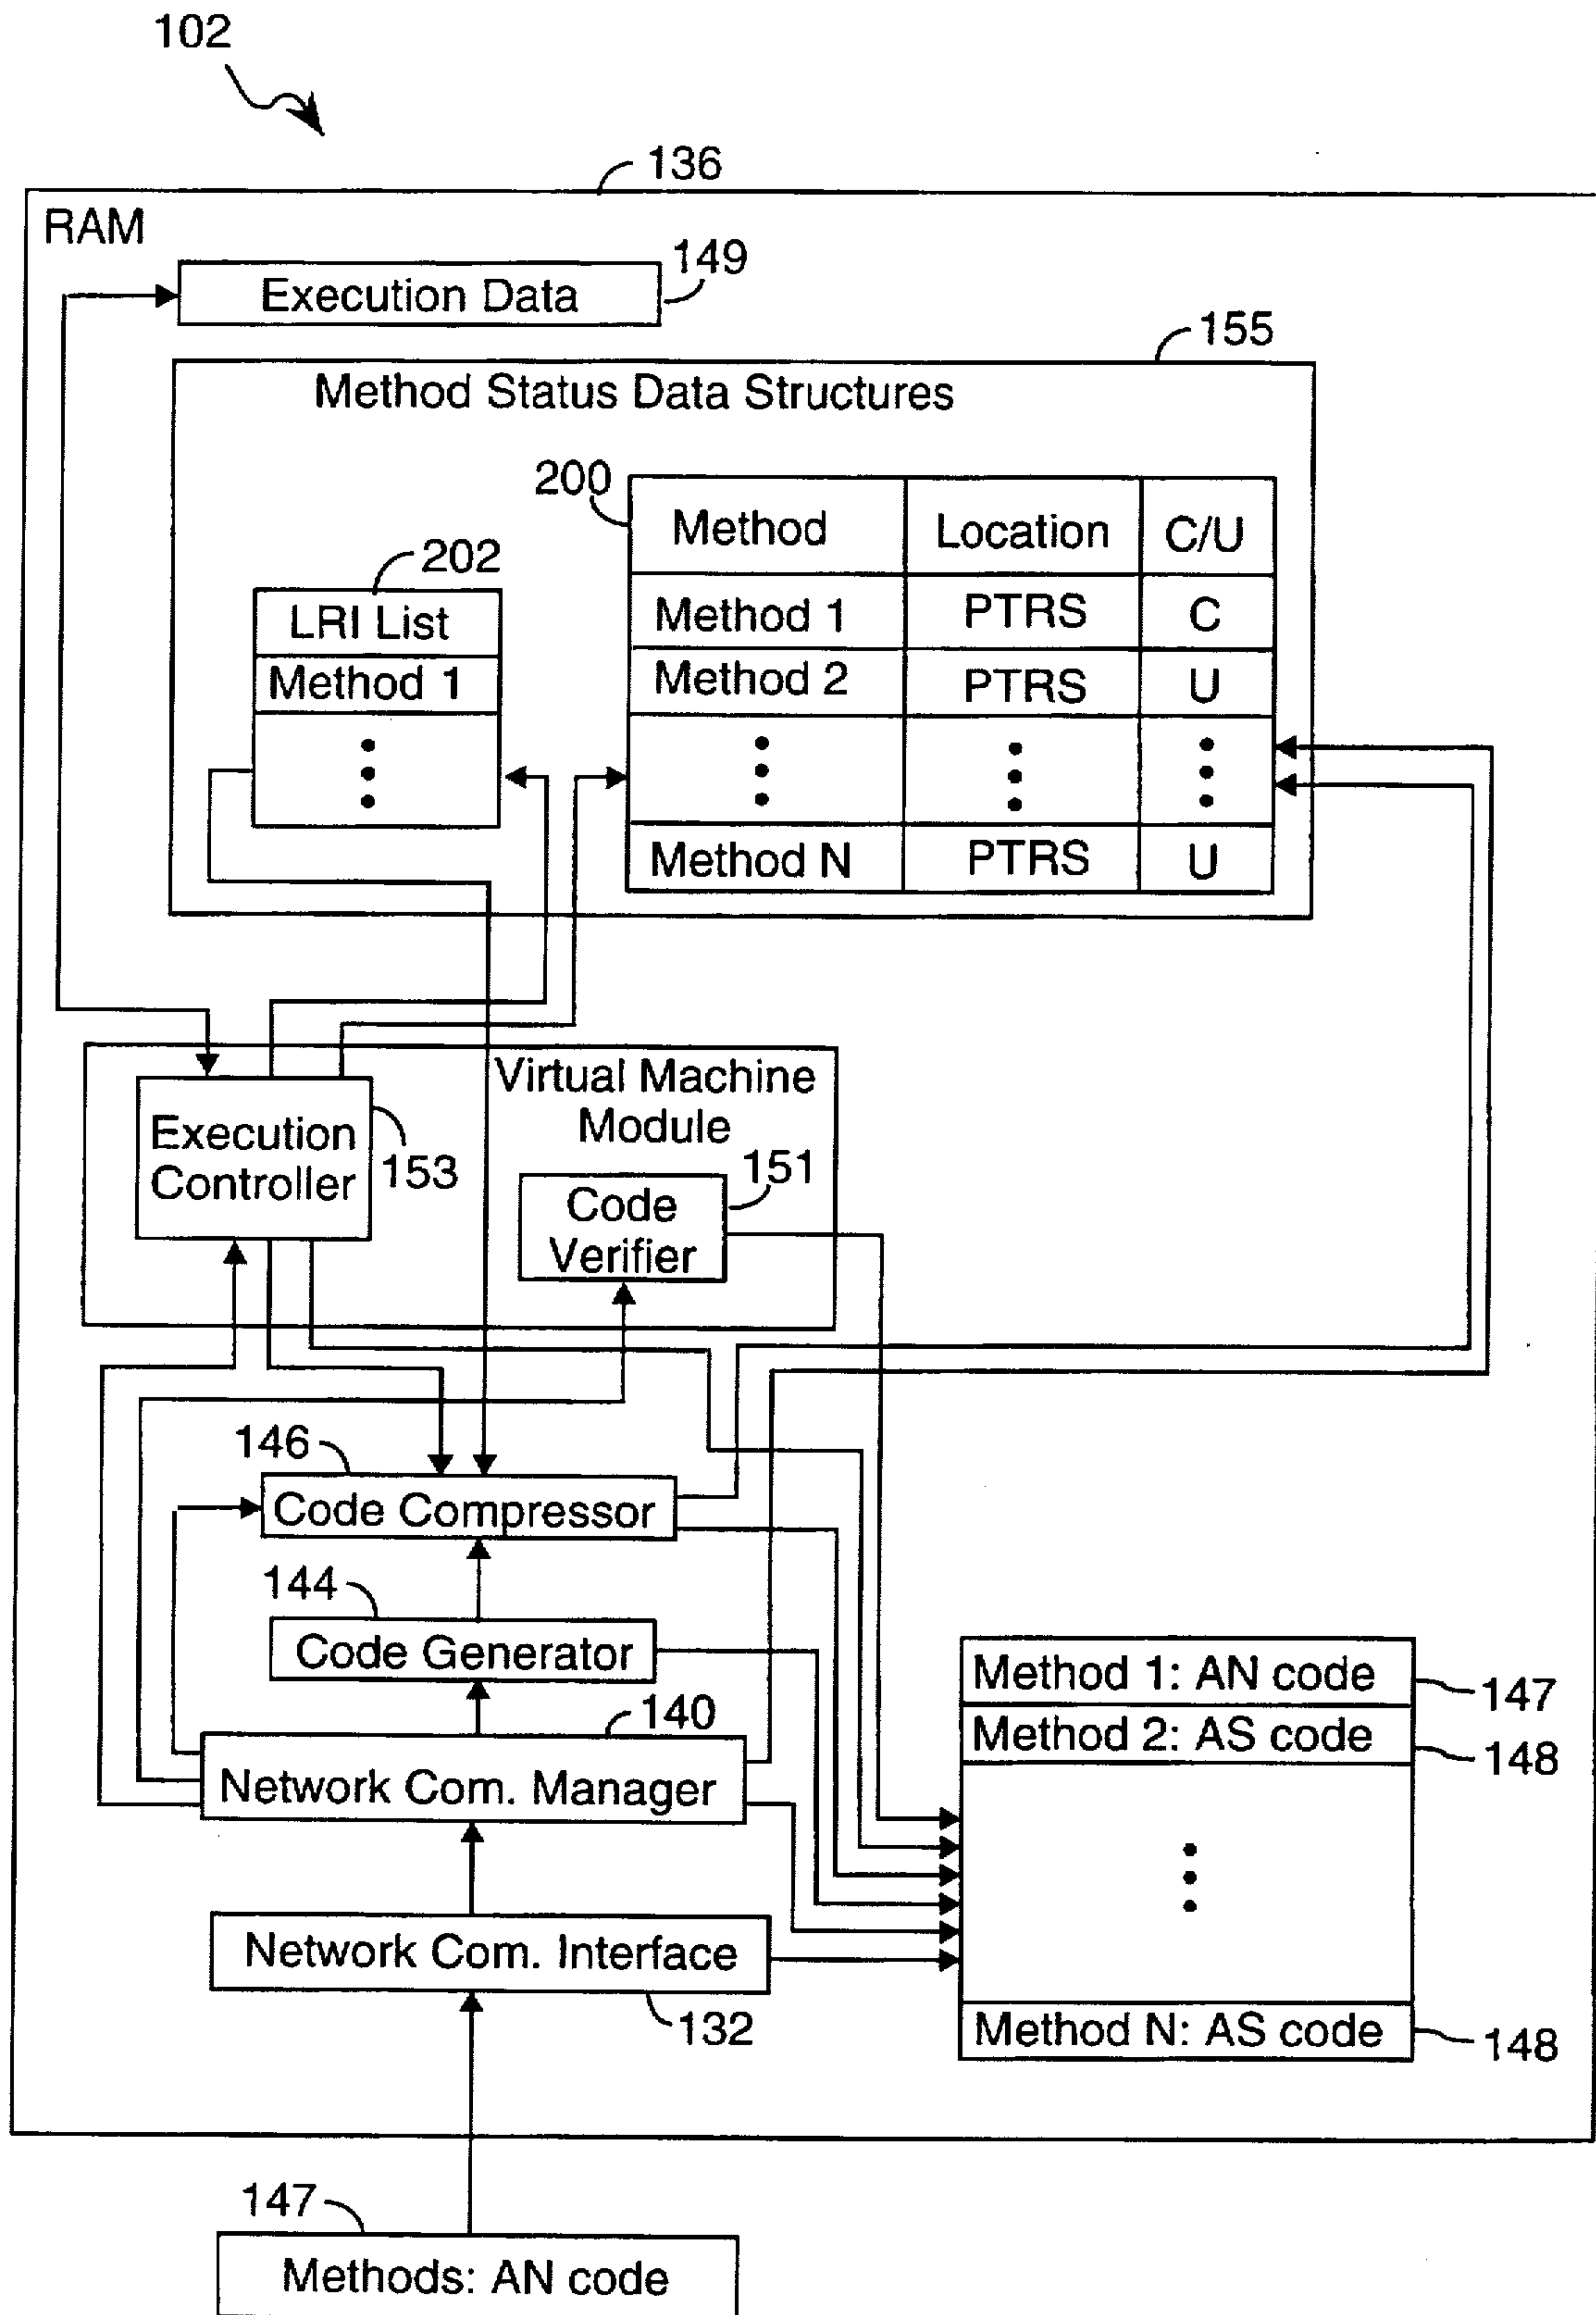 102
136
RAM
149
Execution Data
155
Method Status Data Structures
200
Method Location C/U
202
LRI List
Method 1 PTRS C
Method 1
Method 2 PTRS U
Method N PTRS U
Virtual Machine
Module
Execution
Controller
153
151
Code
Verifier
146
Code Compressor
144
Code Generator
140
Network Com. Manager
Method 1: AN code
147
Method 2: AS code
148
Network Com. Interface
132
Method N: AS code
148
147
Methods: AN code